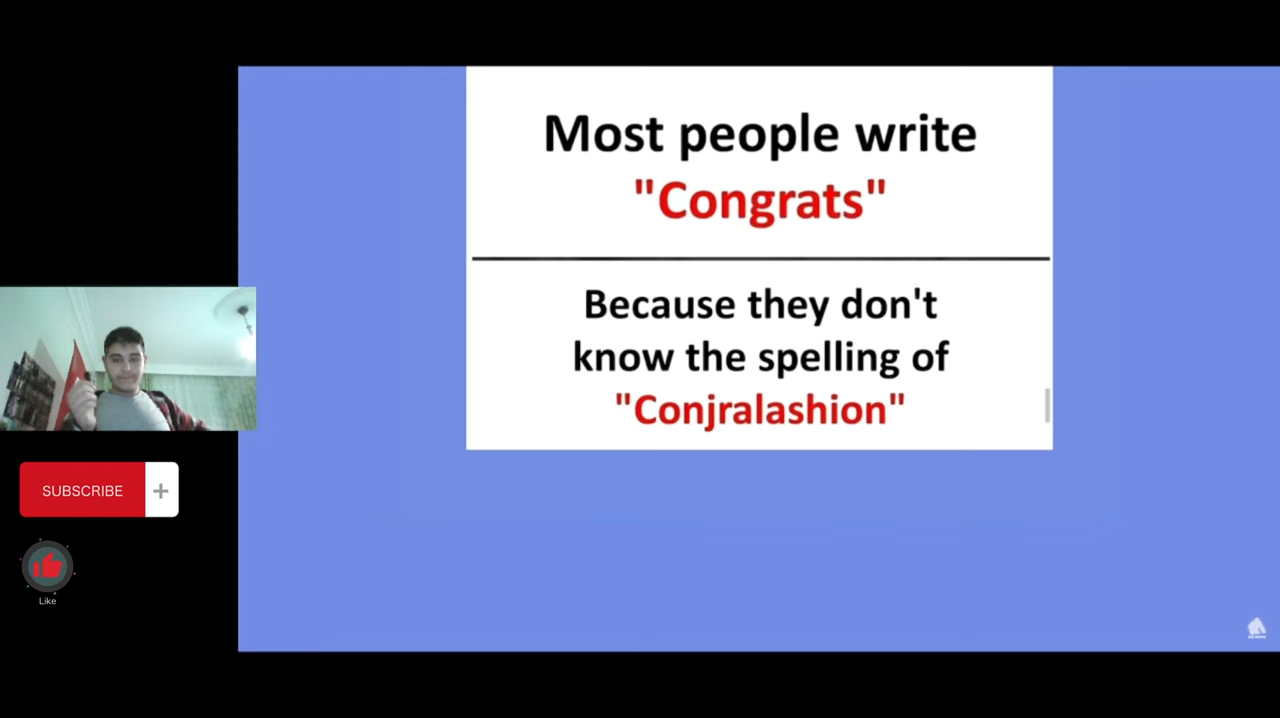 Most people write
"Congrats"
Because they don't
know the spelling of
"Conjralashion"
SUBSCRIBE
Like